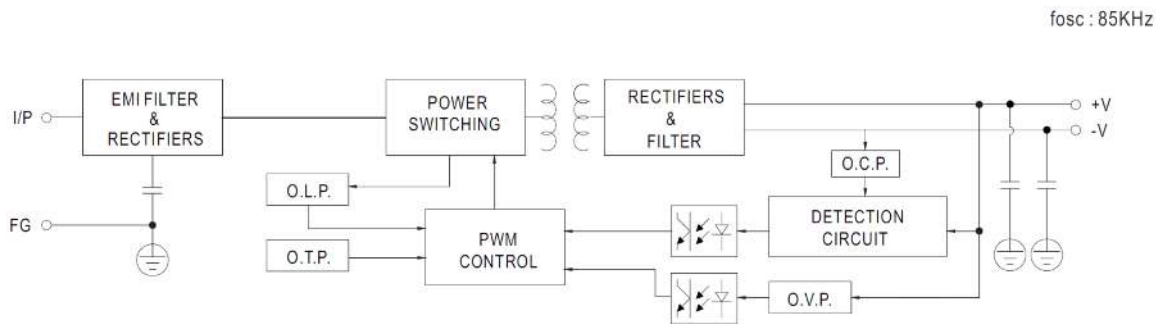 fosc : 85KHz
I/P
EMI FILTER
&
RECTIFIERS
POWER
SWITCHING
RECTIFIERS
&
FILTER
+V
-V
O.C.P.
O.L.P.
FG
PWM
CONTROL
DETECTION
CIRCUIT
O.T.P.
O.V.P.